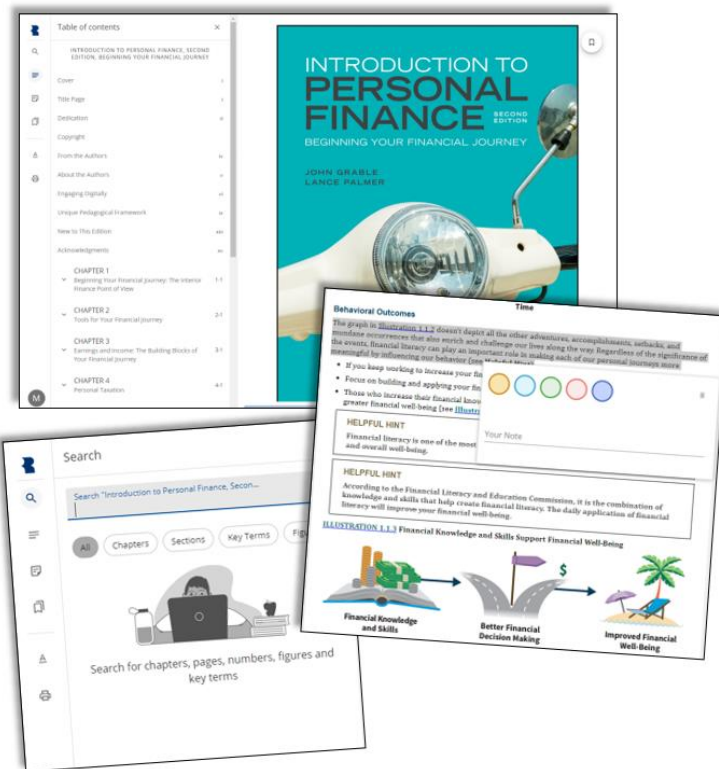 Table of contents
INTRODUCTION TO PERSONAL FINANCE, SECOND
EDITION, BEGINNING YOUR FINANCIAL JOURNEY
Cover
Title Page
Dedication
Copyright
From the Authors
About the Authors
Engaging Digitally
Unique Pedagogical Framework
New to This Edition
Acknowledgments
CHAPTER 1
Beginning Your Financial Journey: The Interior
Finance Point of View
1-1
CHAPTER 2
Tools for Your Financial Journey
2-1
CHAPTER 3
Earnings and Income: The Building Blocks of
Your Financial Journey
3-1
CHAPTER 4
Personal Taxation
4-1
M
INTRODUCTION TO
PERSONAL
FINANCE
SECOND
EDITION
BEGINNING YOUR FINANCIAL JOURNEY
JOHN GRABLE
LANCE PALMER
Time
Behavioral Outcomes
The graph in Illustration 1.1.2 doesn't depict all the other adventures, accomplishments, setbacks, and
mundane occurrences that also enrich and challenge our lives along the way. Regardless of the significance of
the events, financial literacy can play an important role in making each of our personal journeys more
meaningful by influencing our behavior (see Helpful Hint).
• If you keep working to increase your
• Focus on building and applying your
• Those who increase their financial
greater financial well-being (see
Your Note
HELPFUL HINT
Financial literacy is one of the most
and overall well-being.
HELPFUL HINT
According to the Financial Literacy and Education Commission, it is the combination of
knowledge and skills that help create financial literacy. The daily application of financial
literacy will improve your financial well-being.
ILLUSTRATION 1.1.3 Financial Knowledge and Skills Support Financial Well-Being
$
Financial Knowledge
and Skills
Better Financial
Decision Making
Improved Financial
Well-Being
Search
Search "Introduction to Personal Finance, Secon...
All
Chapters
Sections
Key Terms
Search for chapters, pages, numbers, figures and
key terms